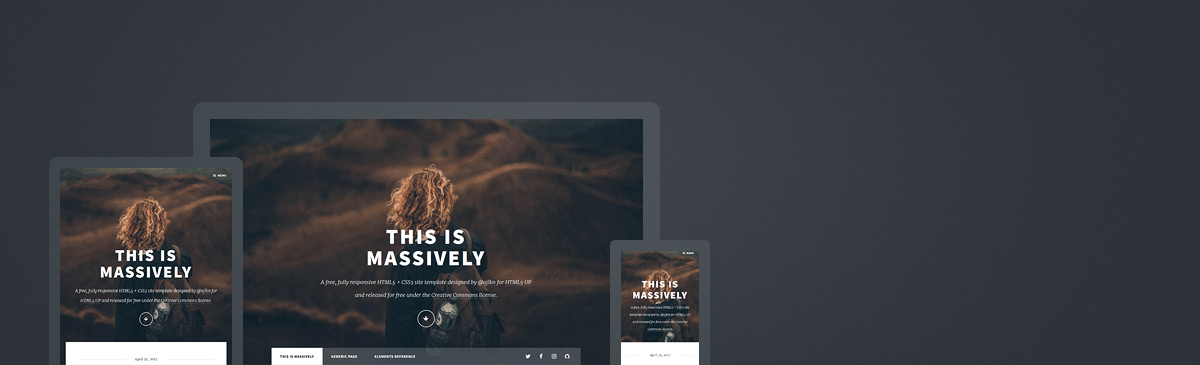 MENU
THIS IS
MASSIVELY
A free, fully responsive HTML5 + CSS3 site template designed by @ajlkn for
HTML5 UP and released for free under the Creative Commons license.
April 25, 2017
THIS IS
MASSIVELY
A free, fully responsive HTML5 + CSS3 site template designed by @ajlkn for HTML5 UP
and released for free under the Creative Commons license.
THIS IS MASSIVELY GENERIC PAGE ELEMENTS REFERENCE
MENU
THIS IS
MASSIVELY
A free, fully responsive HTML5 + CSS3 site
template designed by @ajlkn for HTML5 UP
and released for free under the Creative
Commons license.
April 25, 2017